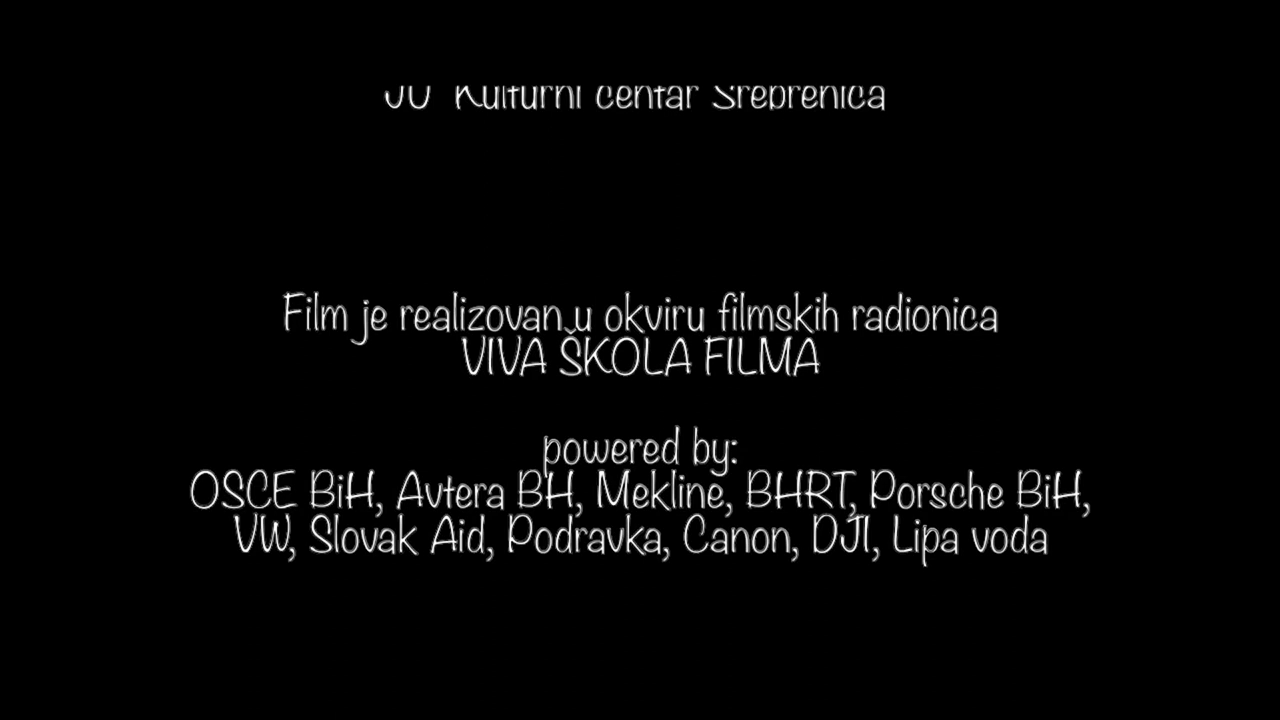 JU Kulturni centar Srebrenica
Film je realizovan u okviru filmskih radionica
VIVA ŠKOLA FILMA
powered by:
OSCE BiH, Avtera BH, Mekline, BHRT, Porsche BiH,
VW, Slovak Aid, Podravka, Canon, DJI, Lipa voda